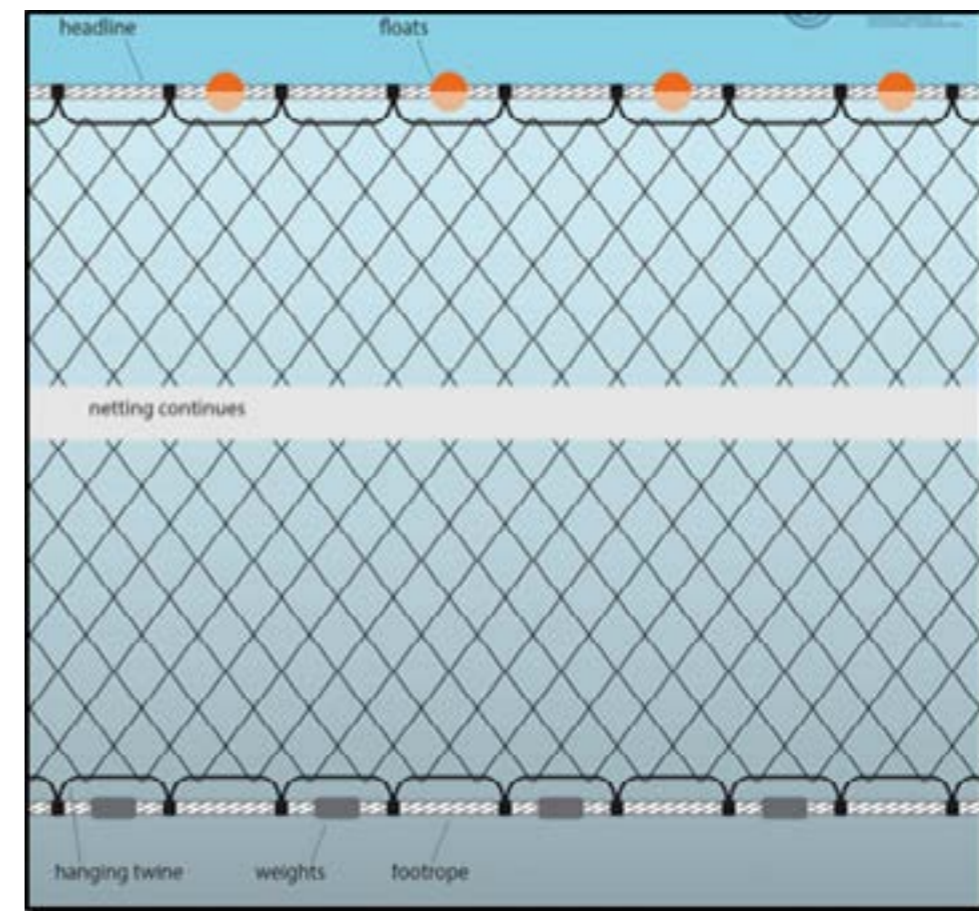 headline
floats
netting continues
hanging twine
weights
footrope